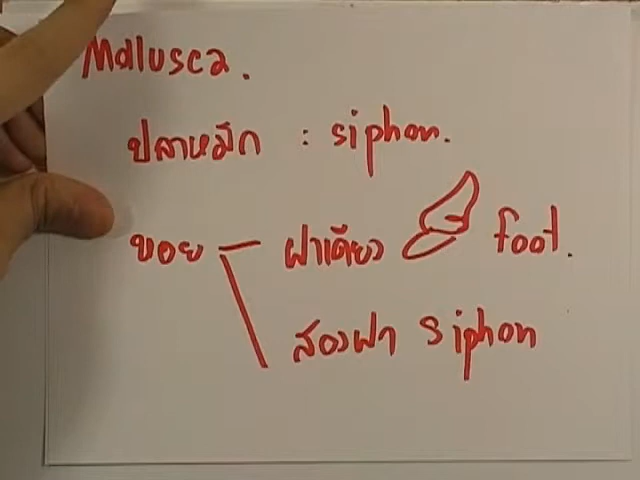 Mollusca.
ปลาหมึก : siphon.
หอย ฝาเดียว foot.
สองฝา siphon